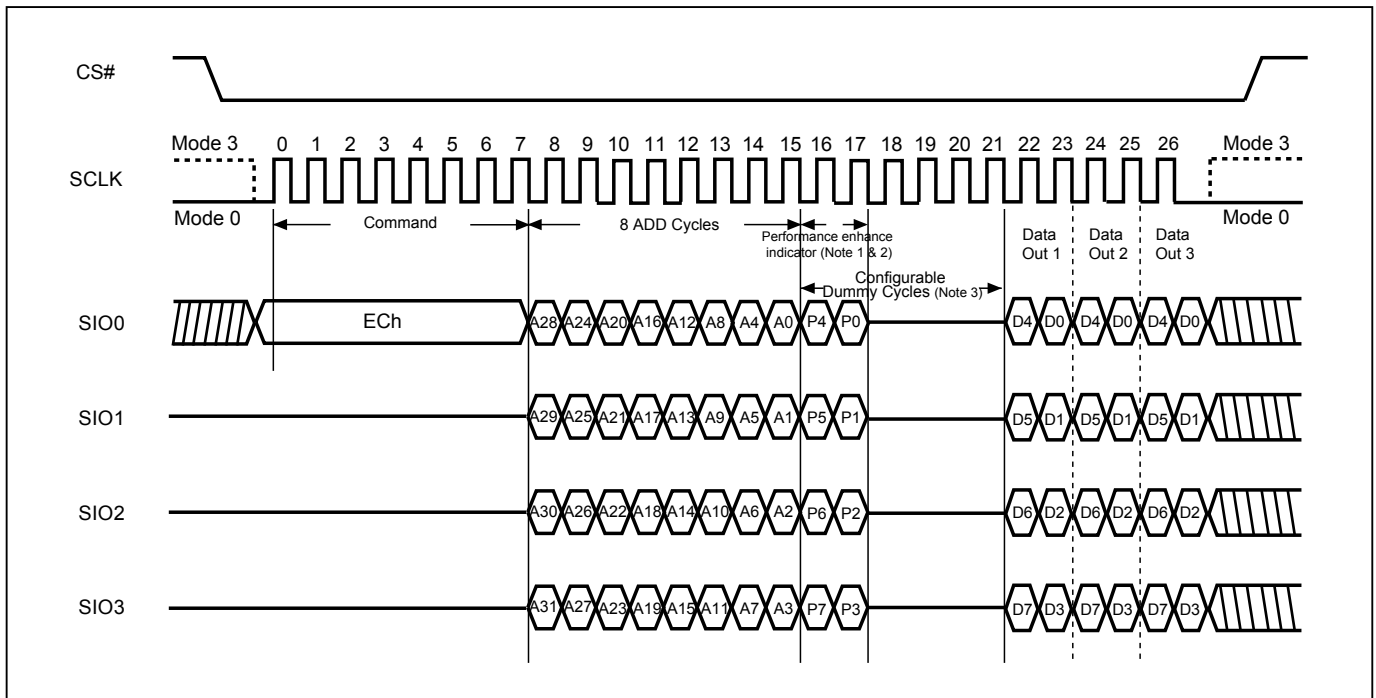 CS#
Mode 3 0 1 2 3 4 5 6 7 8 9 10 11 12 13 14 15 16 17 18 19 20 21 22 23 24 25 26 Mode 3
SCLK
Mode 0 Command 8 ADD Cycles Mode 0
Performance enhance
indicator (Note 1 & 2)
Data Out 1
Data Out 2
Data Out 3
Configurable
Dummy Cycles (Note 3)
SIO0 ECh A28 A24 A20 A16 A12 A8 A4 A0 P4 P0 D4 D0 D4 D0 D4 D0
SIO1 A29 A25 A21 A17 A13 A9 A5 A1 P5 P1 D5 D1 D5 D1 D5 D1
SIO2 A30 A26 A22 A18 A14 A10 A6 A2 P6 P2 D6 D2 D6 D2 D6 D2
SIO3 A31 A27 A23 A19 A15 A11 A7 A3 P7 P3 D7 D3 D7 D3 D7 D3